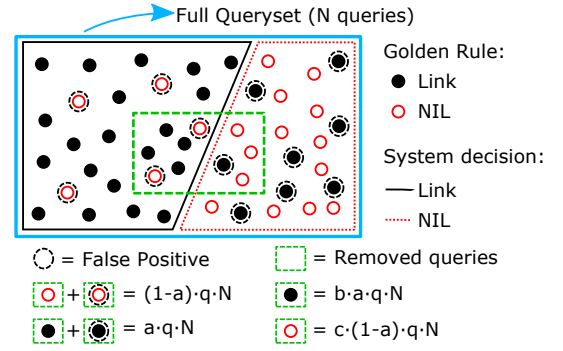 Full Queryset (N queries)
Golden Rule:
Link
NIL
System decision:
Link
NIL
= False Positive
= Removed queries
+ = (1-a)·q·N
= b·a·q·N
+ = a·q·N
= c·(1-a)·q·N